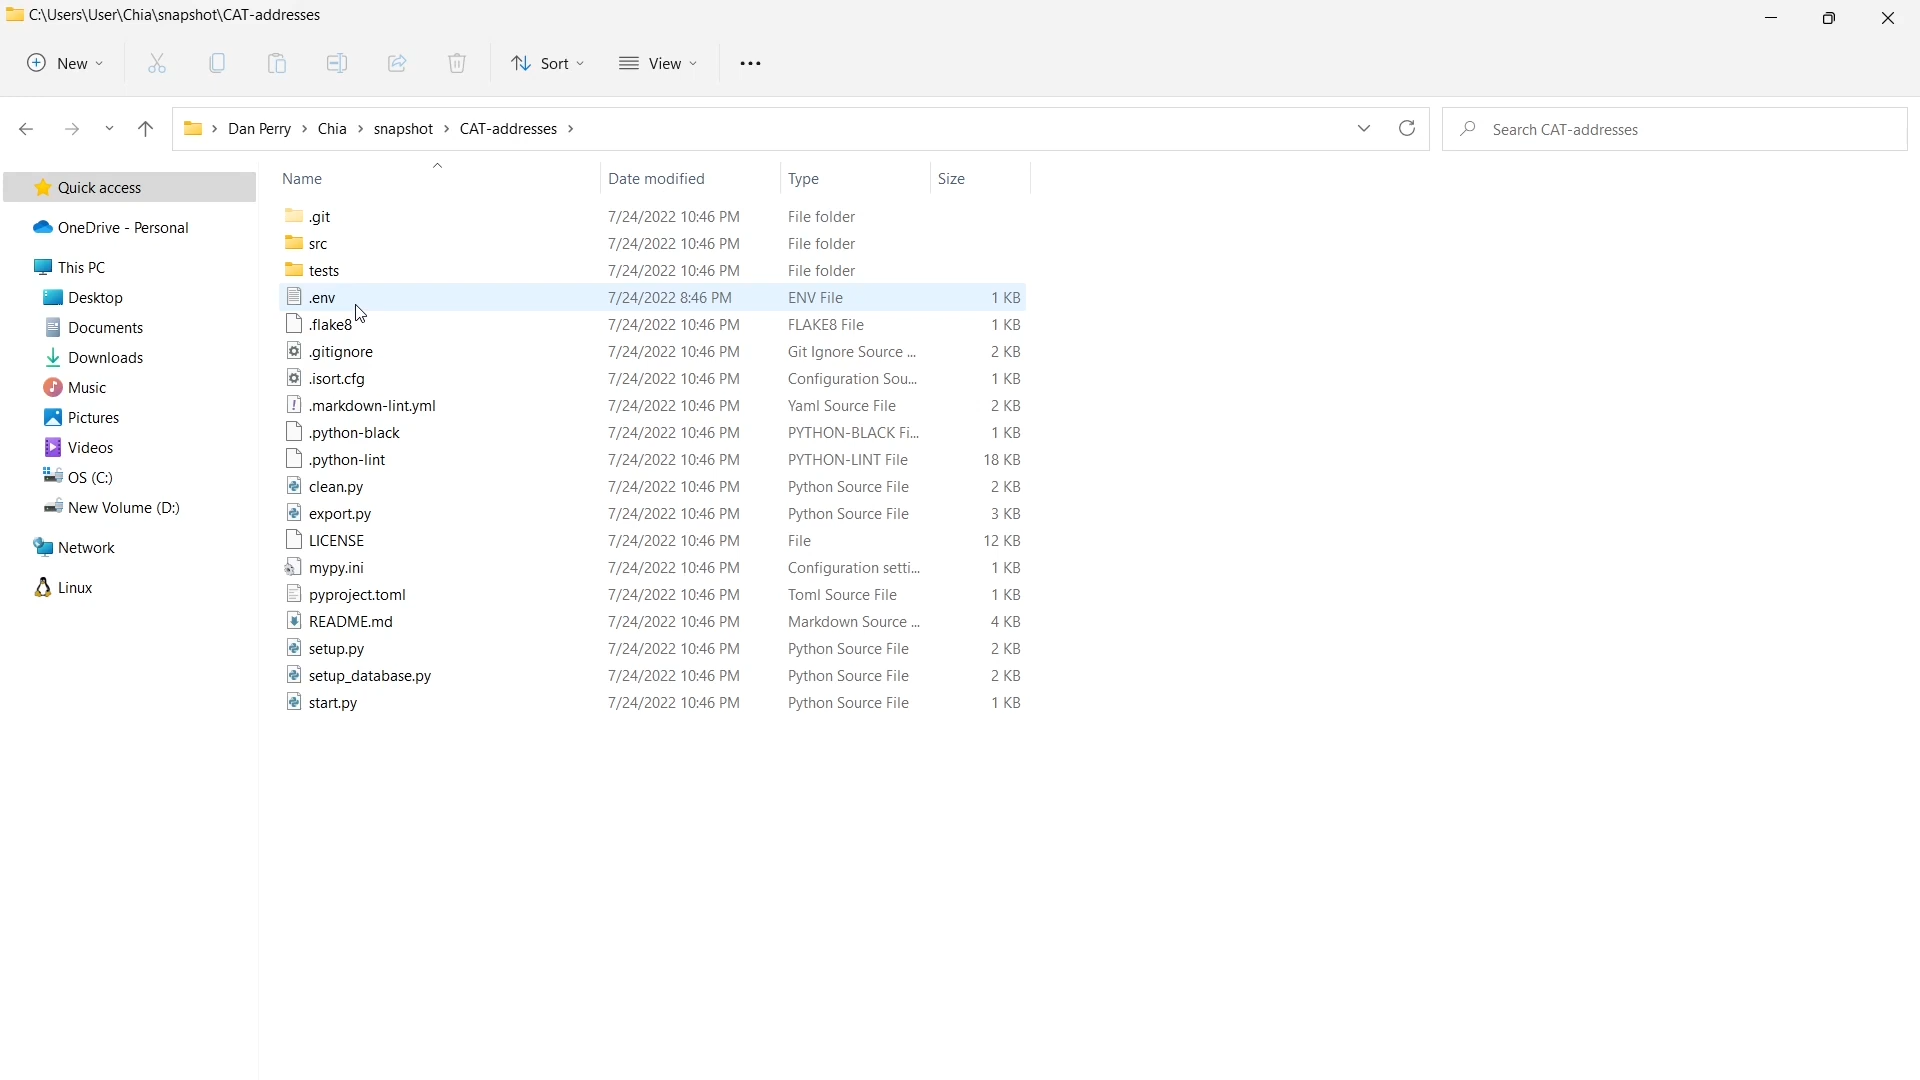 C:\Users\User\Chia\snapshot\CAT-addresses
New Sort View
Dan Perry Chia snapshot CAT-addresses Search CAT-addresses
Quick access
OneDrive - Personal
This PC
Desktop
Documents
Downloads
Music
Pictures
Videos
OS (C:)
New Volume (D:)
Network
Linux
Name Date modified Type Size
.git 7/24/2022 10:46 PM File folder
src 7/24/2022 10:46 PM File folder
tests 7/24/2022 10:46 PM File folder
.env 7/24/2022 8:46 PM ENV File 1 KB
.flake8 7/24/2022 10:46 PM FLAKE8 File 1 KB
.gitignore 7/24/2022 10:46 PM Git Ignore Source ... 2 KB
.isort.cfg 7/24/2022 10:46 PM Configuration Sou... 1 KB
.markdown-lint.yml 7/24/2022 10:46 PM Yaml Source File 2 KB
.python-black 7/24/2022 10:46 PM PYTHON-BLACK Fi... 1 KB
.python-lint 7/24/2022 10:46 PM PYTHON-LINT File 18 KB
clean.py 7/24/2022 10:46 PM Python Source File 2 KB
export.py 7/24/2022 10:46 PM Python Source File 3 KB
LICENSE 7/24/2022 10:46 PM File 12 KB
mypy.ini 7/24/2022 10:46 PM Configuration setti... 1 KB
pyproject.toml 7/24/2022 10:46 PM Toml Source File 1 KB
README.md 7/24/2022 10:46 PM Markdown Source ... 4 KB
setup.py 7/24/2022 10:46 PM Python Source File 2 KB
setup_database.py 7/24/2022 10:46 PM Python Source File 2 KB
start.py 7/24/2022 10:46 PM Python Source File 1 KB